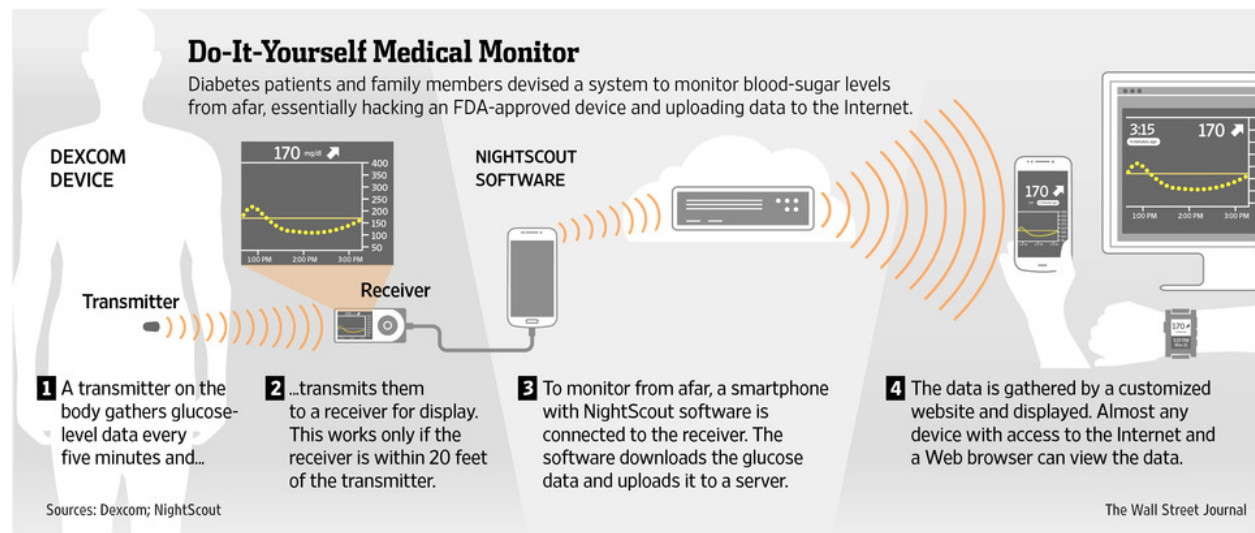 Do-It-Yourself Medical Monitor
Diabetes patients and family members devised a system to monitor blood-sugar levels
from afar, essentially hacking an FDA-approved device and uploading data to the Internet.
DEXCOM
DEVICE
170 mg/dl
400
350
300
250
200
150
100
50
1:00 PM 2:00 PM 3:00 PM
NIGHTSCOUT
SOFTWARE
Transmitter
Receiver
170
3:15 170
4 minutes ago
1:00 PM 2:00 PM 3:00 PM
170
1 A transmitter on the
body gathers glucose-
level data every
five minutes and...
2 ...transmits them
to a receiver for display.
This works only if the
receiver is within 20 feet
of the transmitter.
3 To monitor from afar, a smartphone
with NightScout software is
connected to the receiver. The
software downloads the glucose
data and uploads it to a server.
4 The data is gathered by a customized
website and displayed. Almost any
device with access to the Internet and
a Web browser can view the data.
Sources: Dexcom; NightScout
The Wall Street Journal